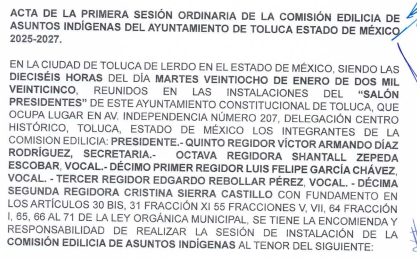 ACTA DE LA PRIMERA SESIÓN ORDINARIA DE LA COMISIÓN EDILICIA DE
ASUNTOS INDÍGENAS DEL AYUNTAMIENTO DE TOLUCA ESTADO DE MÉXICO
2025-2027.
EN LA CIUDAD DE TOLUCA DE LERDO EN EL ESTADO DE MÉXICO, SIENDO LAS
DIECISÉIS HORAS DEL DÍA MARTES VEINTIOCHO DE ENERO DE DOS MIL
VEINTICINCO, REUNIDOS EN LAS INSTALACIONES DEL “SALÓN
PRESIDENTES” DE ESTE AYUNTAMIENTO CONSTITUCIONAL DE TOLUCA, QUE
OCUPA LUGAR EN AV. INDEPENDENCIA NÚMERO 207, DELEGACIÓN CENTRO
HISTÓRICO, TOLUCA, ESTADO DE MÉXICO LOS INTEGRANTES DE LA
COMISION EDILICIA: PRESIDENTE.- QUINTO REGIDOR VÍCTOR ARMANDO DÍAZ
RODRÍGUEZ, SECRETARIA.- OCTAVA REGIDORA SHANTALL ZEPEDA
ESCOBAR, VOCAL.- DÉCIMO PRIMER REGIDOR LUIS FELIPE GARCÍA CHÁVEZ,
VOCAL. - TERCER REGIDOR EDGARDO REBOLLAR PÉREZ, VOCAL. – DÉCIMA
SEGUNDA REGIDORA CRISTINA SIERRA CASTILLO CON FUNDAMENTO EN
LOS ARTÍCULOS 30 BIS, 31 FRACCIÓN XI 55 FRACCIONES V, VII, 64 FRACCIÓN
I, 65, 66 AL 71 DE LA LEY ORGÁNICA MUNICIPAL, SE TIENE LA ENCOMIENDA Y
RESPONSABILIDAD DE REALIZAR LA SESIÓN DE INSTALACIÓN DE LA
COMISIÓN EDILICIA DE ASUNTOS INDÍGENAS AL TENOR DEL SIGUIENTE: